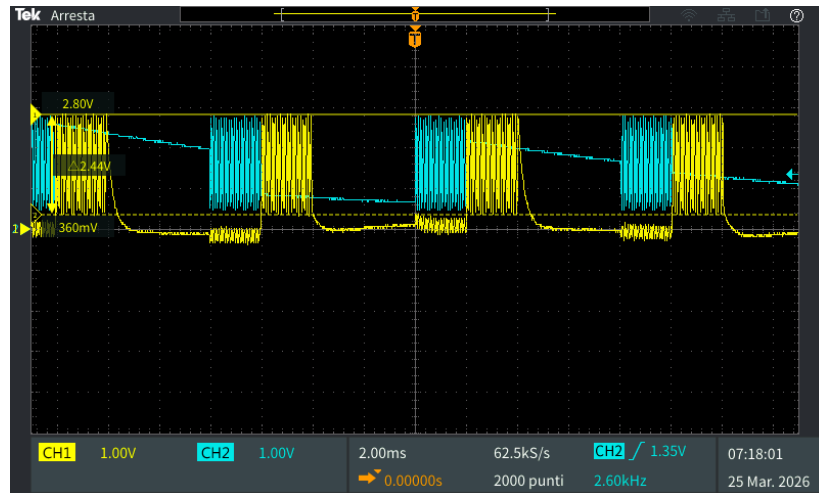 Tek Arresta
T
T
2.80V
△2.44V
360mV
1
CH1 1.00V CH2 1.00V 2.00ms 62.5kS/s CH2 1.35V 07:18:01
0.00000s 2000 punti 2.60kHz 25 Mar. 2026